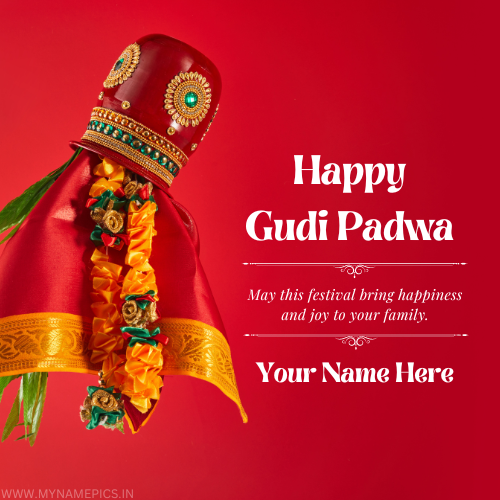 Happy
Gudi Padwa
May this festival bring happiness
and joy to your family.
Your Name Here
WWW.MYNAMEPICS.IN